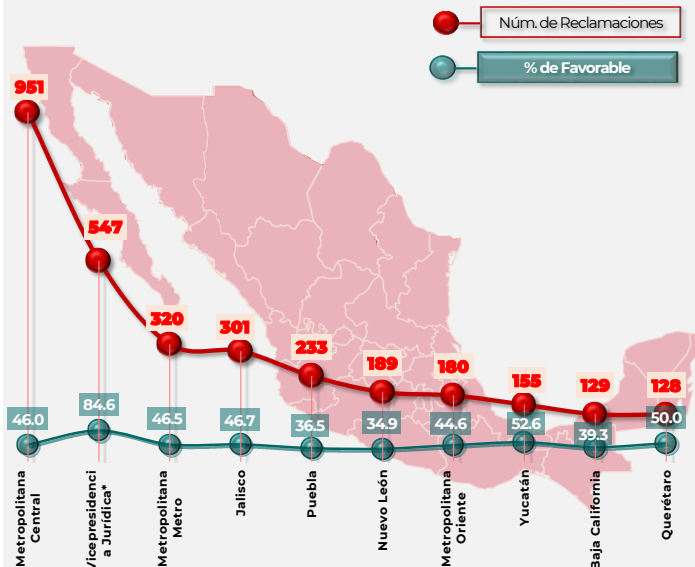 Núm. de Reclamaciones
% de Favorable
951
547
320
301
233
189
180
155
129
128
46.0
84.6
46.5
46.7
36.5
34.9
44.6
52.6
39.3
50.0
Metropolitana
Central
Vicepresidenci
a Jurídica*
Metropolitana
Metro
Jalisco
Puebla
Nuevo León
Metropolitana
Oriente
Yucatán
Baja California
Querétaro